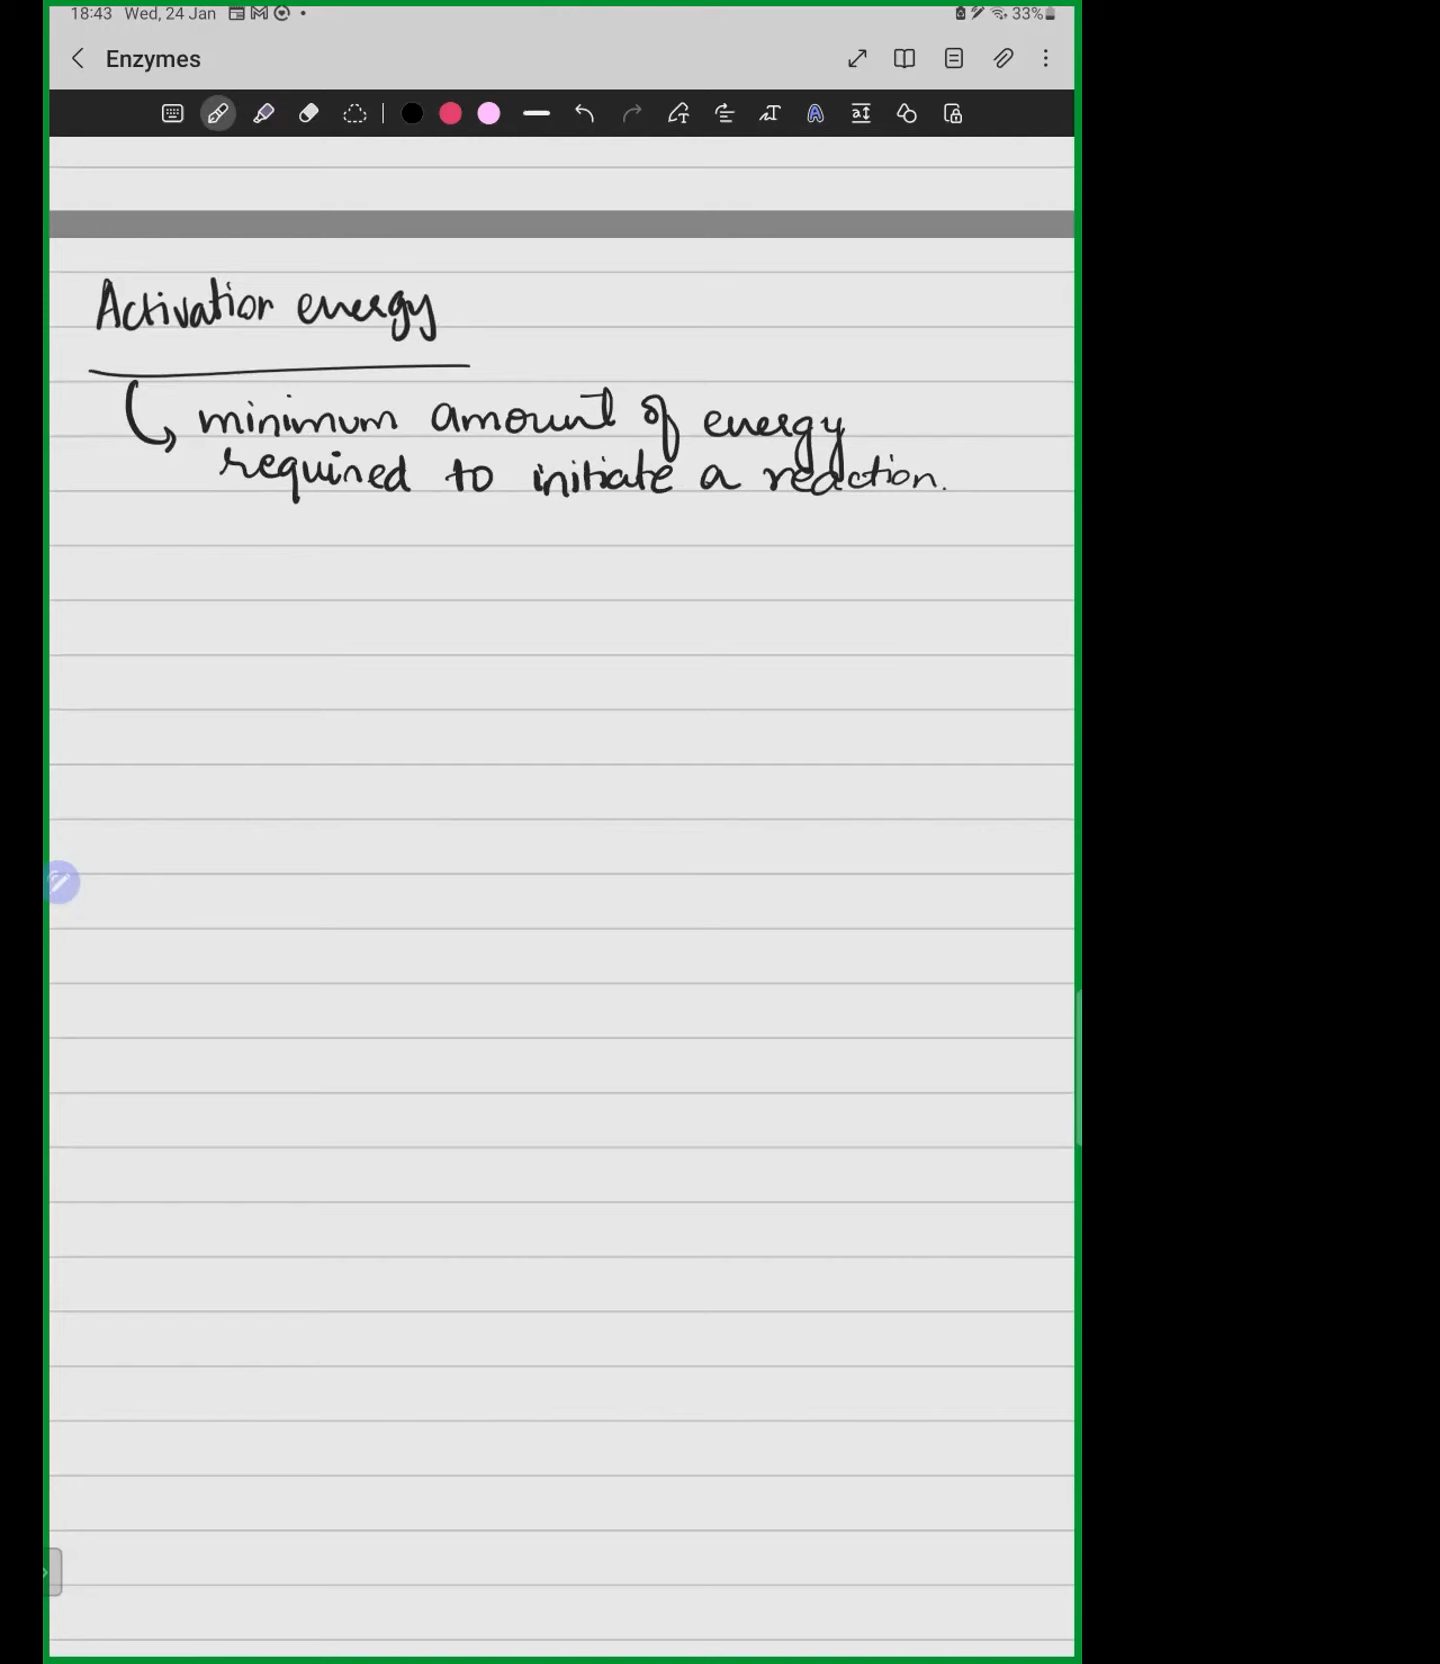 18:43 Wed, 24 Jan 33%
Enzymes
Activation energy
minimum amount of energy
required to initiate a reaction.